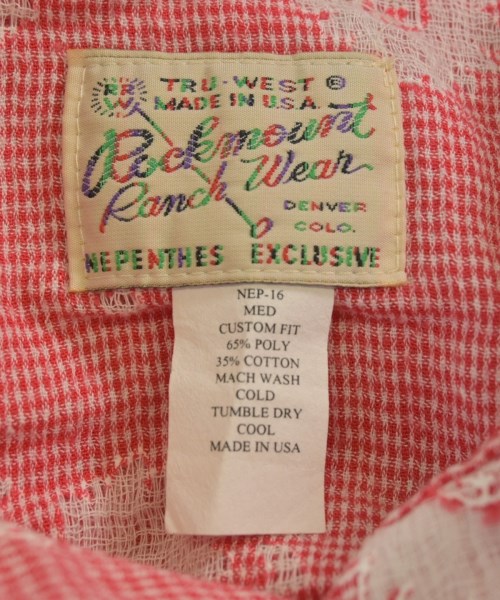 RR
W
TRU-WEST ®
MADE IN U.S.A.
Rockmount
Ranch Wear
DENVER
COLO.
NEPENTHES EXCLUSIVE
NEP-16
MED
CUSTOM FIT
65% POLY
35% COTTON
MACH WASH
COLD
TUMBLE DRY
COOL
MADE IN USA